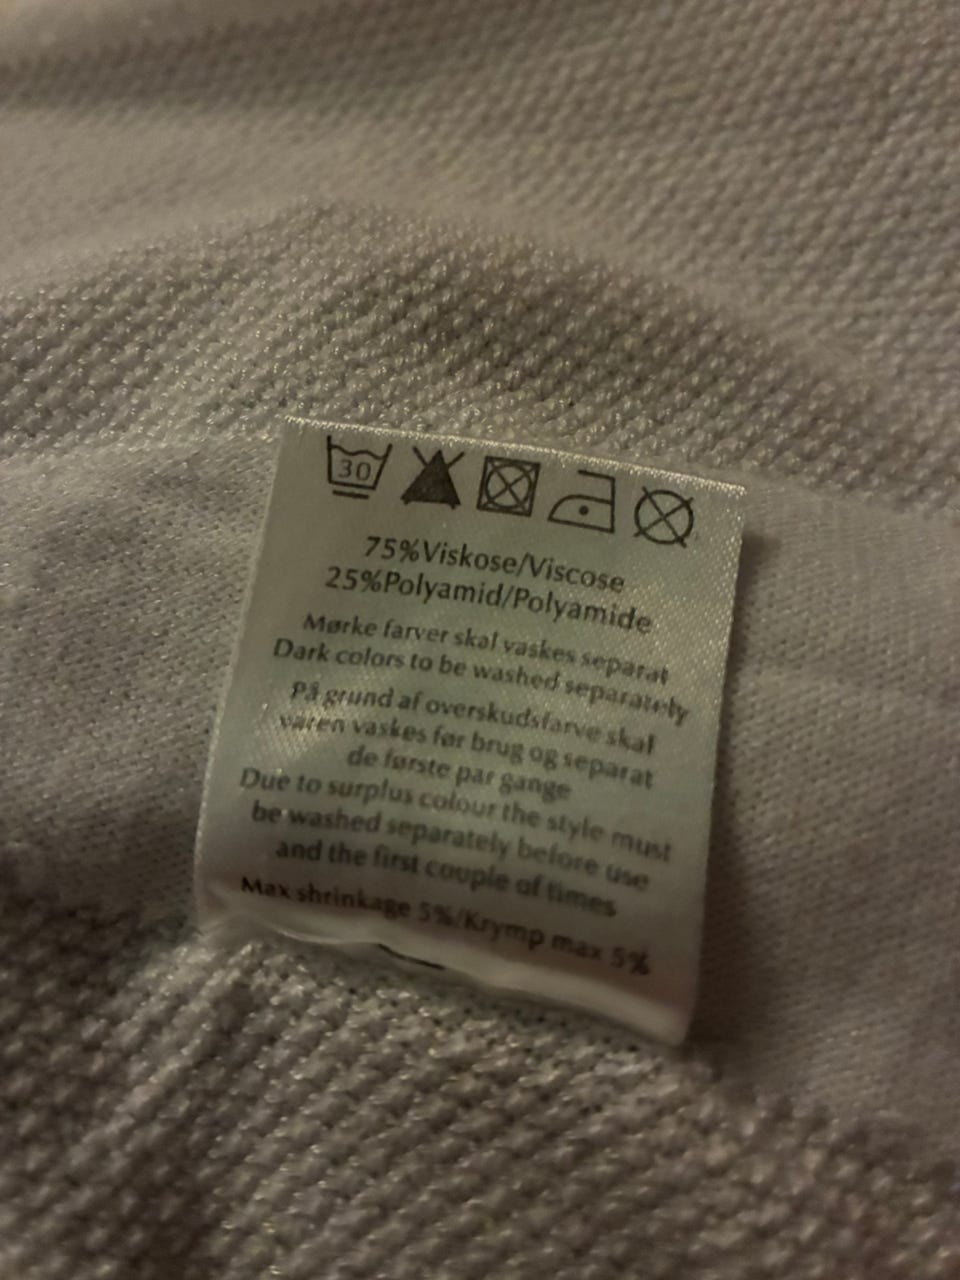 30
75%Viskose/Viscose
25%Polyamid/Polyamide
Mørke farver skal vaskes separat
Dark colors to be washed separately
På grund af overskudsfarve skal
varen vaskes før brug og separat
de første par gange
Due to surplus colour the style must
be washed separately before use
and the first couple of times
Max shrinkage 5%/Krymp max 5%